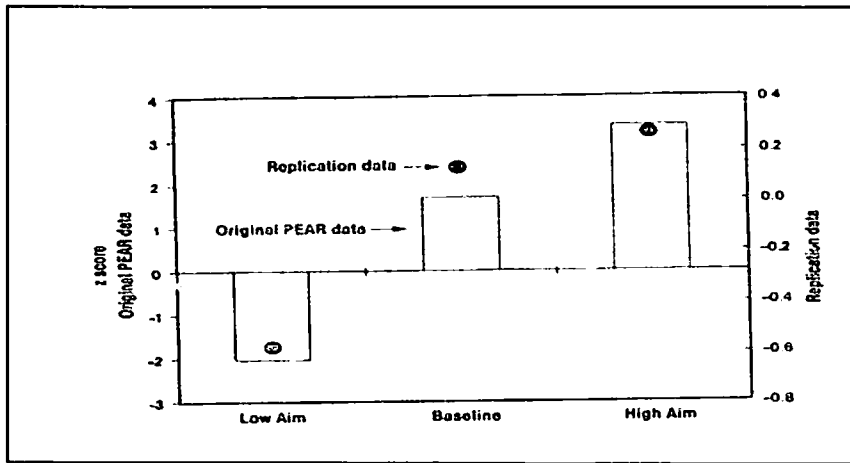 4
3
2
1
0
-1
-2
-3
z score
Original PEAR data
Replication data
Original PEAR data
Low Aim
Baseline
High Aim
0.4
0.2
0.0
-0.2
-0.4
-0.6
-0.8
Replication data